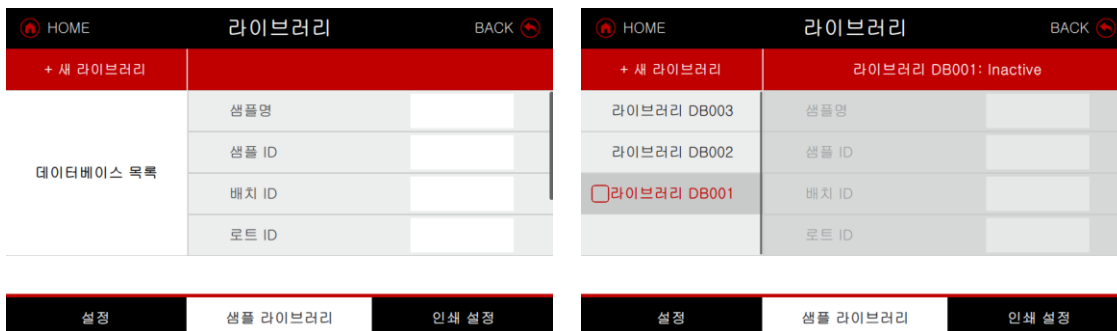 HOME 라이브러리 BACK
+ 새 라이브러리
데이터베이스 목록
샘플명
샘플 ID
배치 ID
로트 ID
설정 샘플 라이브러리 인쇄 설정
HOME 라이브러리 BACK
+ 새 라이브러리 라이브러리 DB001: Inactive
라이브러리 DB003
라이브러리 DB002
라이브러리 DB001
샘플명
샘플 ID
배치 ID
로트 ID
설정 샘플 라이브러리 인쇄 설정